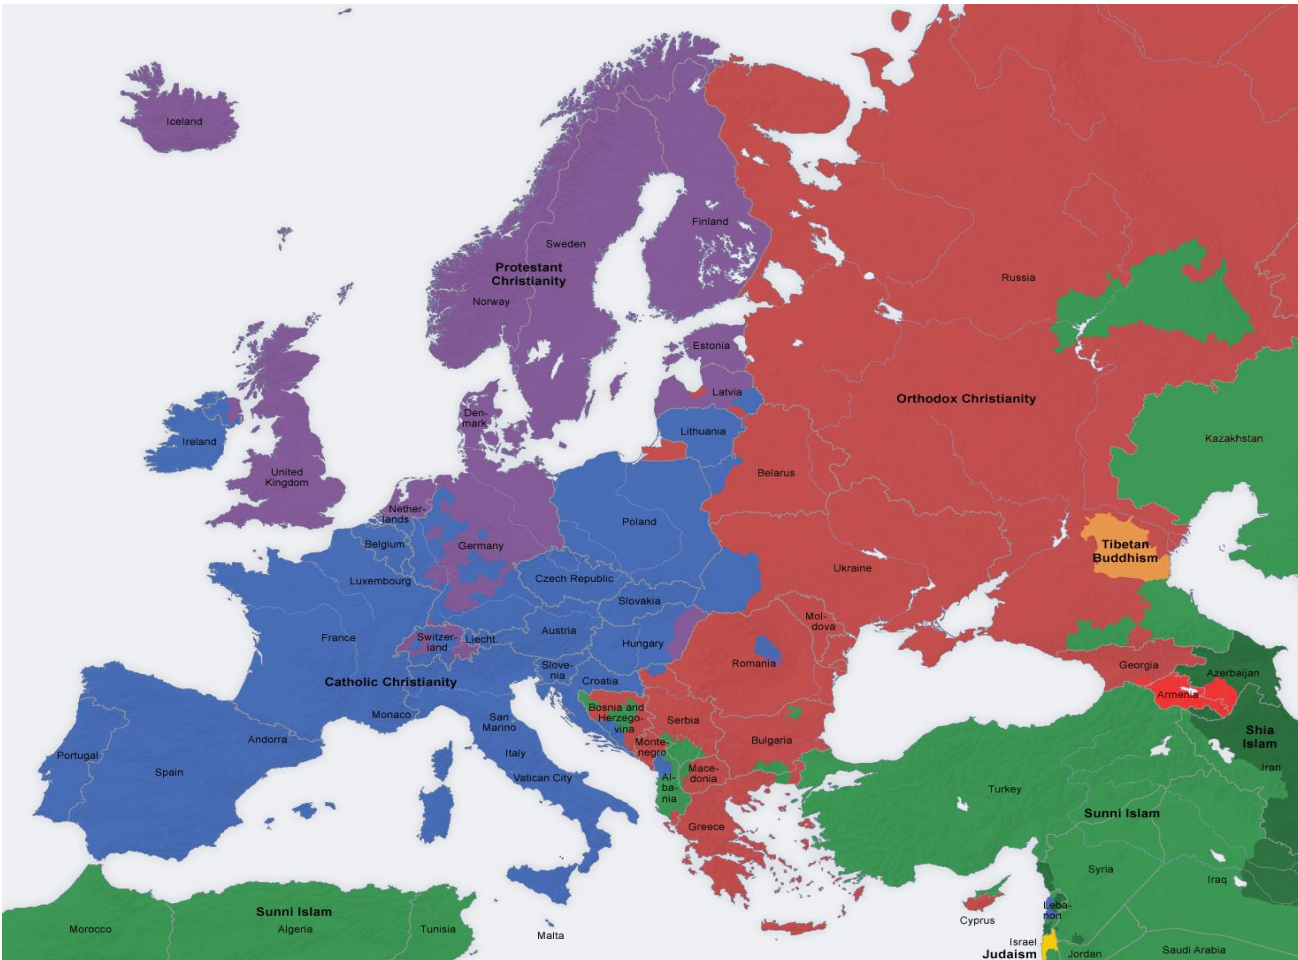 Iceland
Finland
Sweden
Protestant
Christianity
Norway
Russia
Estonia
Latvia
Den-
mark
Orthodox Christianity
Lithuania
Ireland
Kazakhstan
Belarus
United
Kingdom
Nether-
lands
Poland
Belgium
Germany
Tibetan
Buddhism
Ukraine
Czech Republic
Luxembourg
Slovakia
Mol-
dova
Austria
France
Switzer-
land
Liecht.
Hungary
Romania
Georgia
Slove-
nia
Azerbaijan
Croatia
Catholic Christianity
Armenia
Bosnia and
Herzego-
vina
Monaco
San
Marino
Serbia
Shia
Islam
Andorra
Bulgaria
Monte-
negro
Portugal
Italy
Iran
Spain
Mace-
donia
Vatican City
Al-
ba-
nia
Turkey
Sunni Islam
Greece
Syria
Iraq
Leba-
non
Sunni Islam
Cyprus
Morocco
Algeria
Tunisia
Malta
Israel
Judaism
Jordan
Saudi Arabia